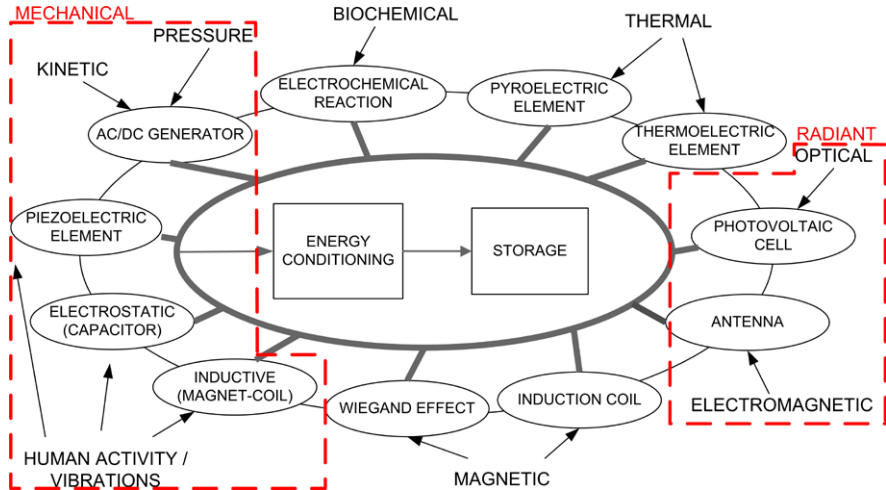 MECHANICAL
BIOCHEMICAL
THERMAL
PRESSURE
KINETIC
ELECTROCHEMICAL
REACTION
PYROELECTRIC
ELEMENT
AC/DC GENERATOR
THERMOELECTRIC
ELEMENT
RADIANT
OPTICAL
PIEZOELECTRIC
ELEMENT
ENERGY
CONDITIONING
STORAGE
PHOTOVOLTAIC
CELL
ELECTROSTATIC
(CAPACITOR)
ANTENNA
INDUCTIVE
(MAGNET-COIL)
WIEGAND EFFECT
INDUCTION COIL
ELECTROMAGNETIC
HUMAN ACTIVITY /
VIBRATIONS
MAGNETIC